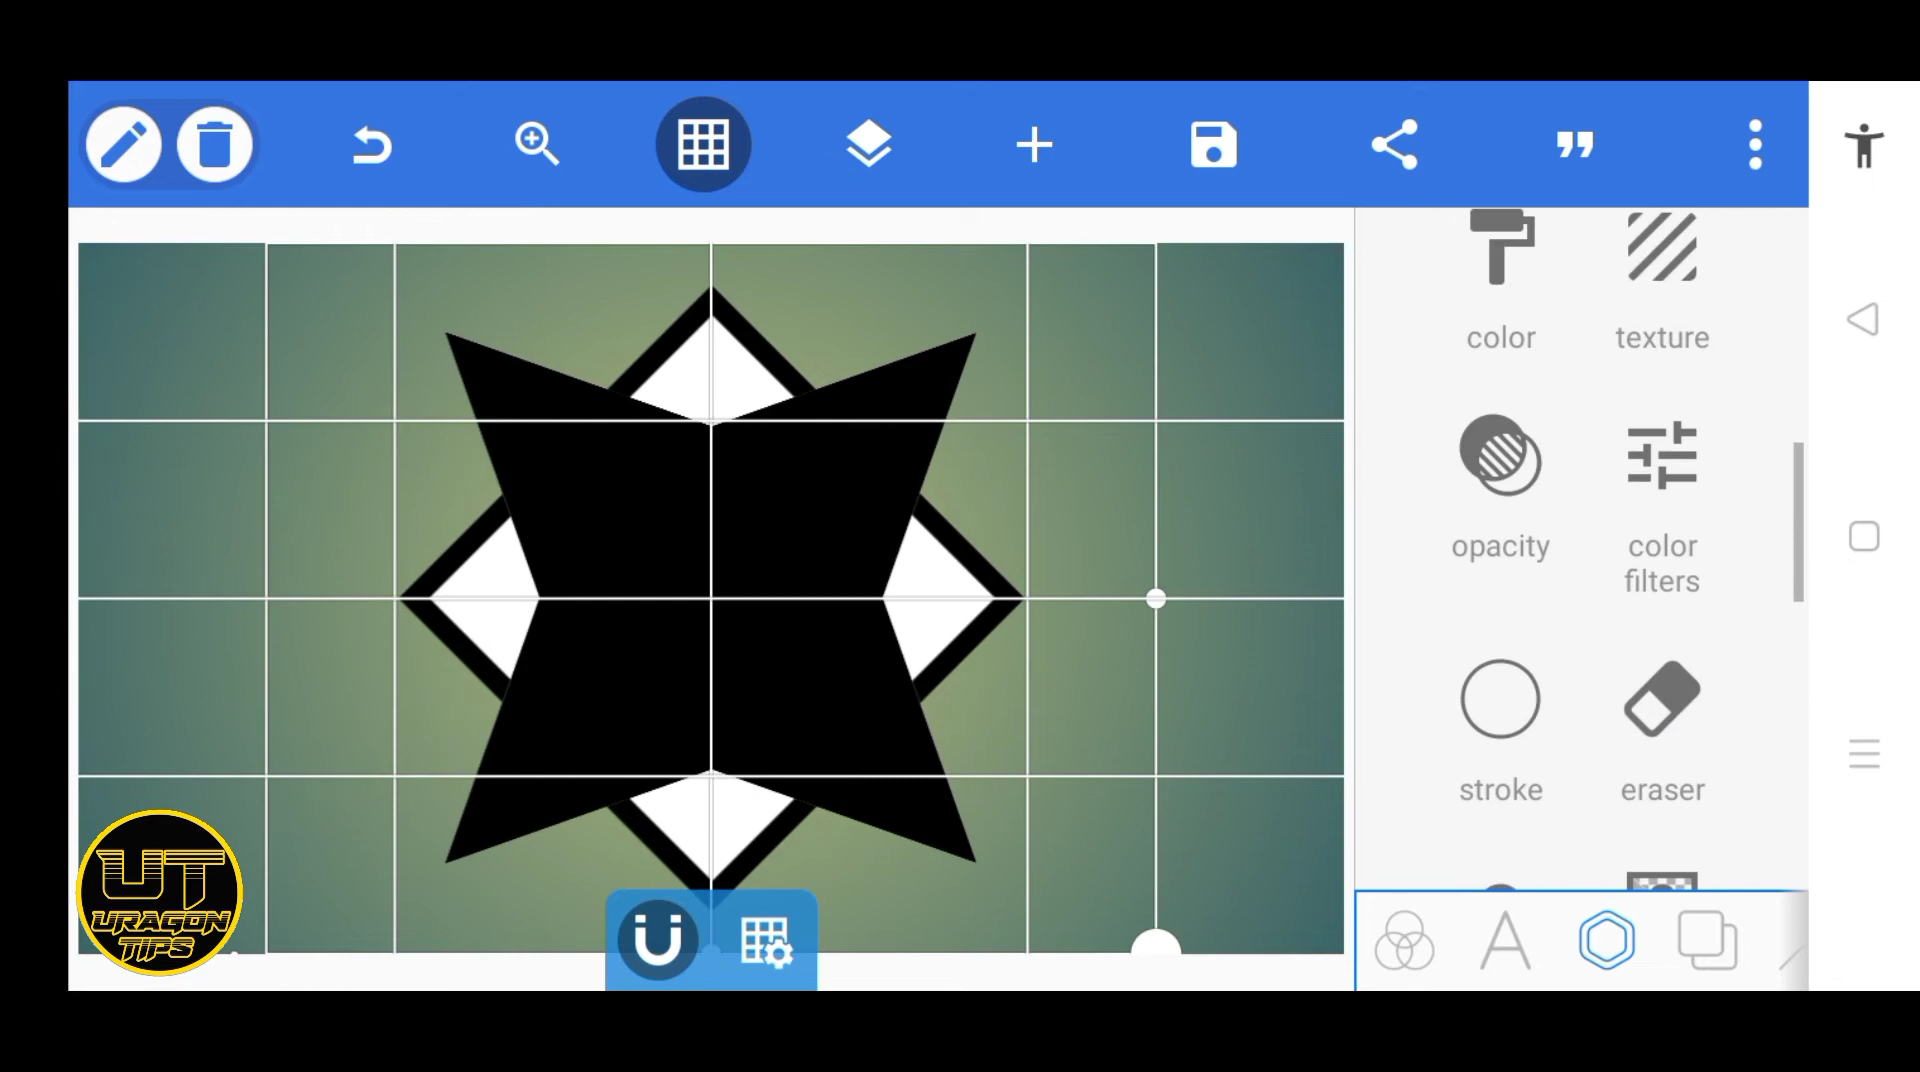 color
texture
opacity
color
filters
stroke
eraser
UT
URAGON
TIPS